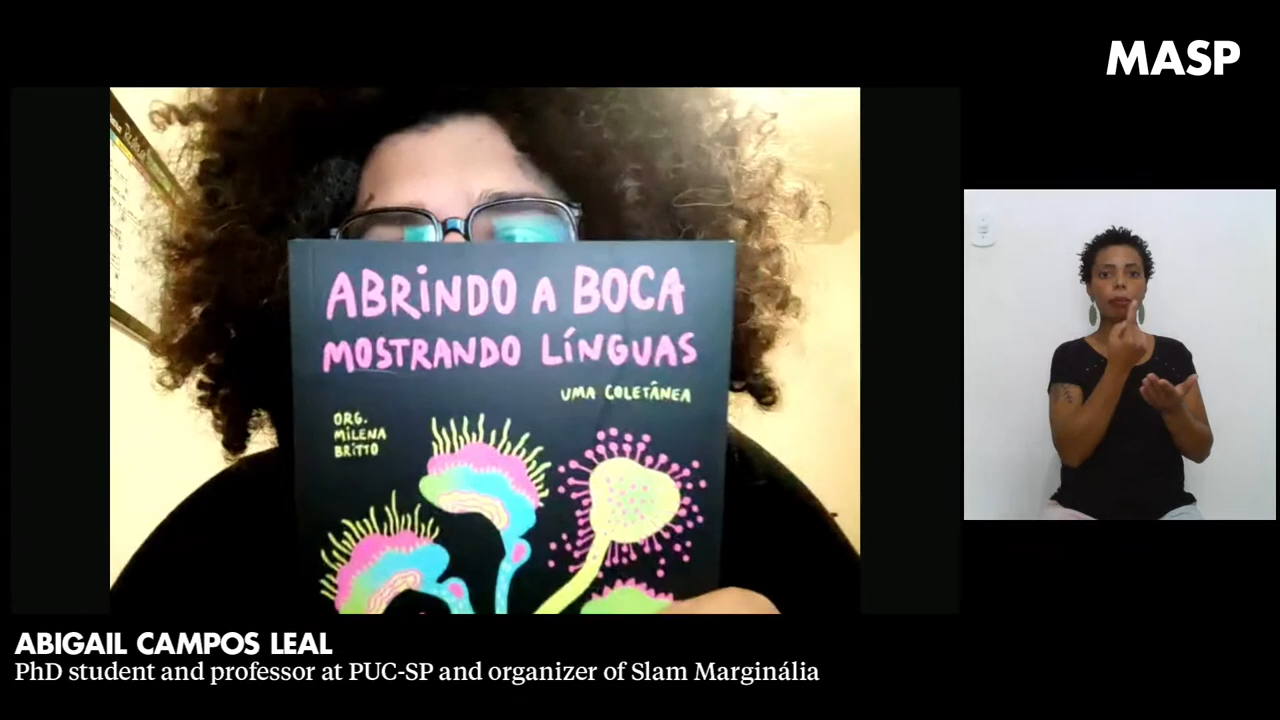 MASP
ABRINDO A BOCA
MOSTRANDO LÍNGUAS
UMA COLETÂNEA
ORG.
MILENA
BRITTO
ABIGAIL CAMPOS LEAL
PhD student and professor at PUC-SP and organizer of Slam Marginália